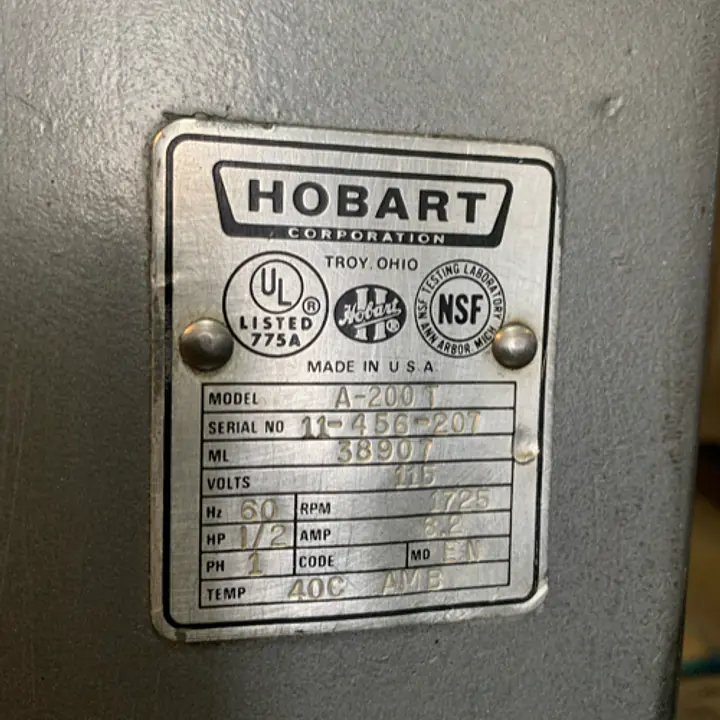 HOBART
CORPORATION
TROY, OHIO
UL ®
LISTED
775A
Hobart ®
NSF TESTING LABORATORY
NSF
ANN ARBOR, MICH
MADE IN U S A
MODEL A-200 T
SERIAL NO 11-456-207
ML 38907
VOLTS 115
Hz 60 RPM 1725
HP 1/2 AMP 8.2
PH 1 CODE MD EN
TEMP 40C AMB